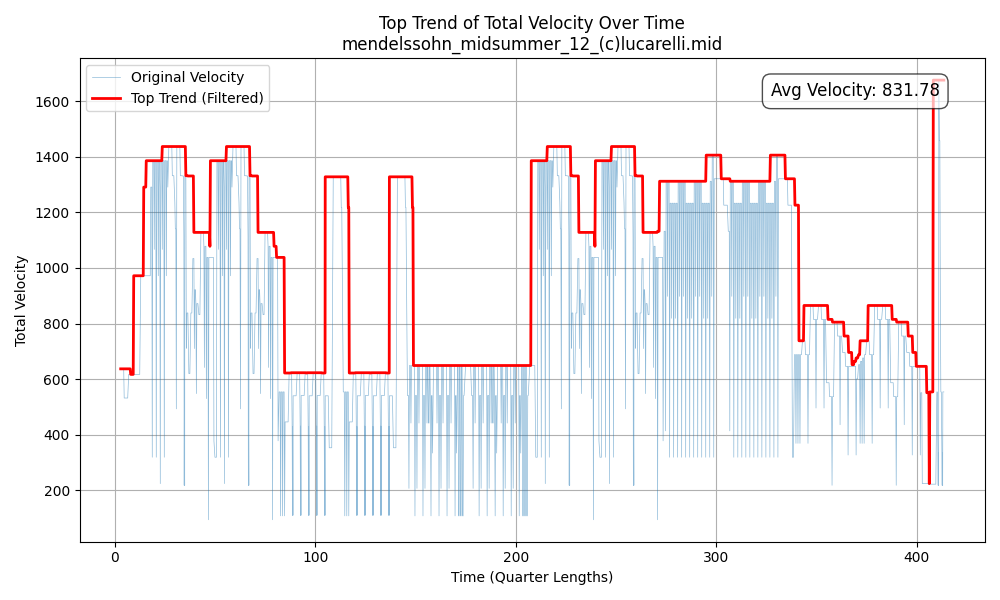 Top Trend of Total Velocity Over Time
mendelssohn_midsummer_12_(c)lucarelli.mid
Original Velocity
Top Trend (Filtered)
Avg Velocity: 831.78
Total Velocity
1600
1400
1200
1000
800
600
400
200
0 100 200 300 400
Time (Quarter Lengths)